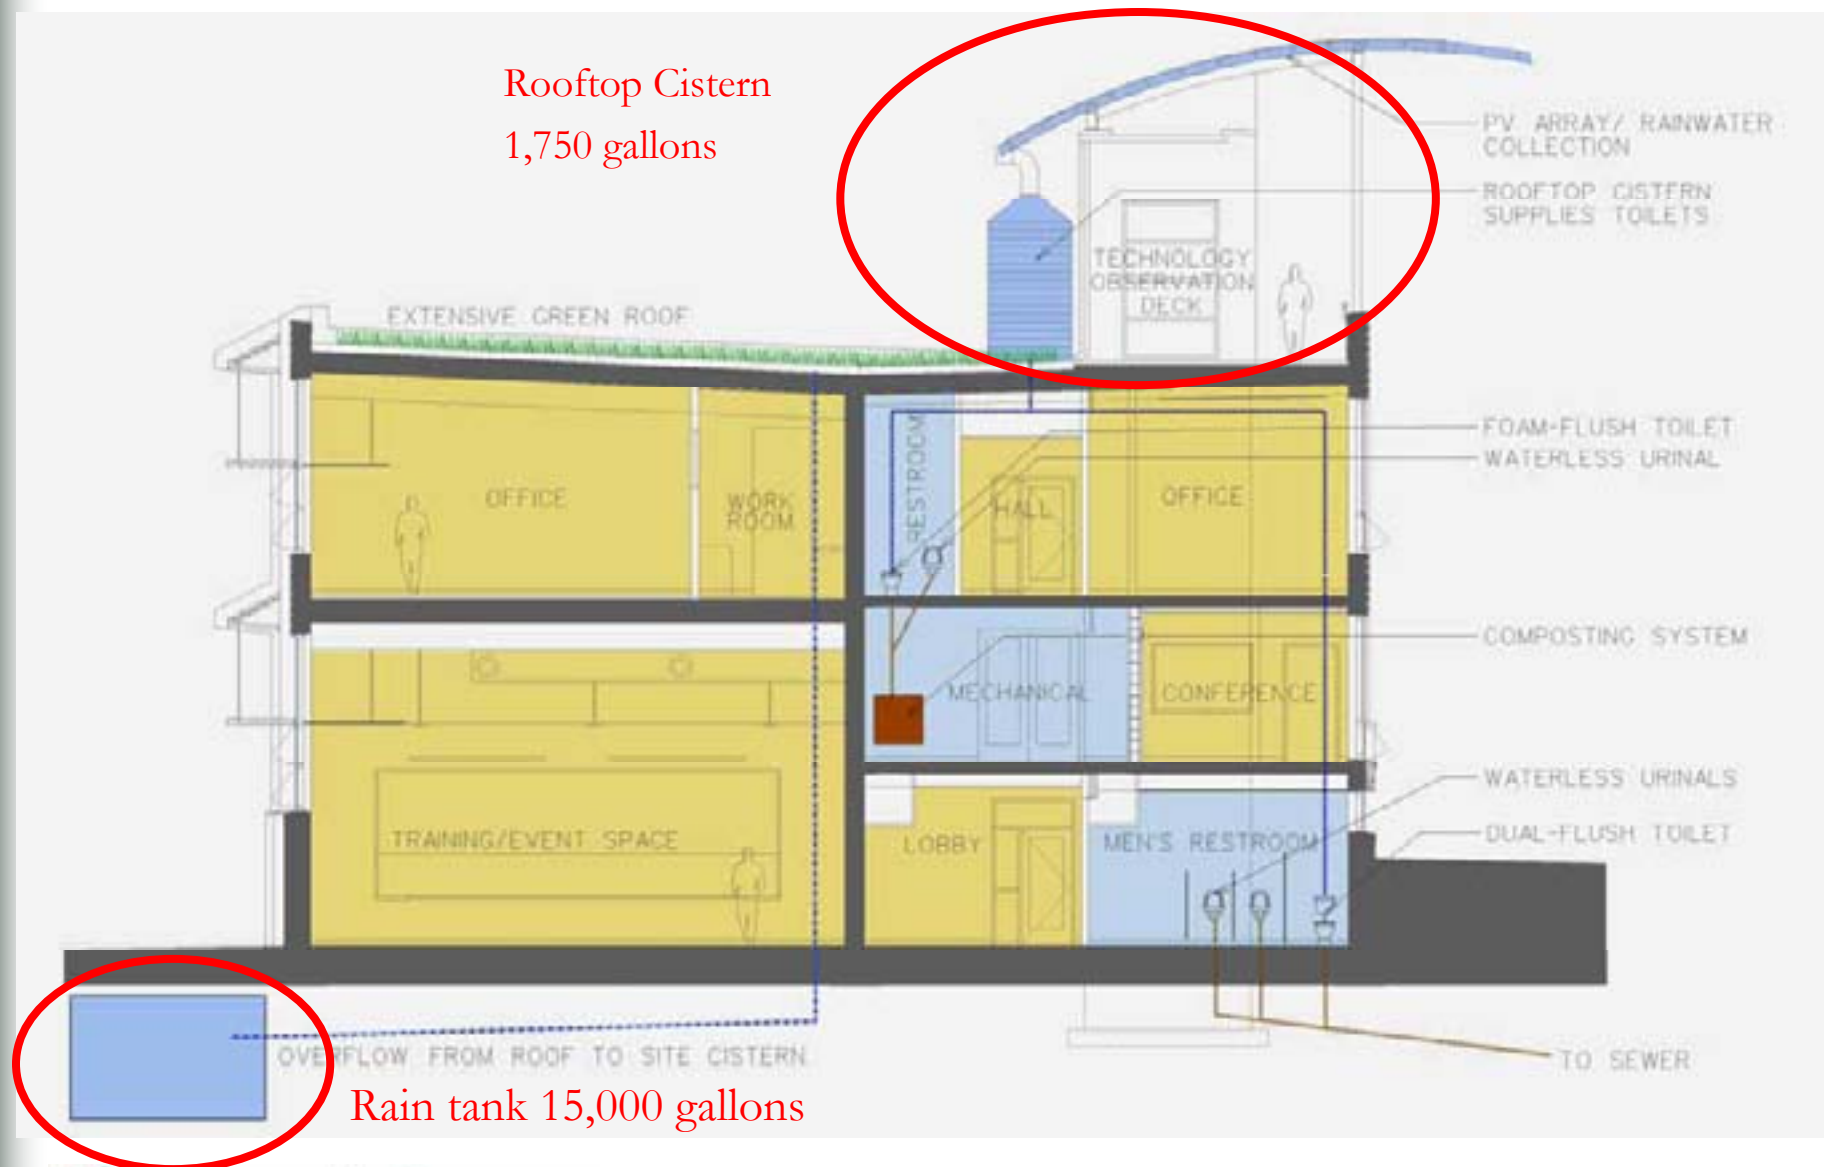 Rooftop Cistern
1,750 gallons
PV ARRAY/ RAINWATER
COLLECTION
ROOFTOP CISTERN
SUPPLIES TOILETS
TECHNOLOGY
OBSERVATION
DECK
EXTENSIVE GREEN ROOF
FOAM-FLUSH TOILET
WATERLESS URINAL
OFFICE
WORK
ROOM
RESTROOM
HALL
OFFICE
COMPOSTING SYSTEM
MECHANICAL
CONFERENCE
WATERLESS URINALS
DUAL-FLUSH TOILET
TRAINING/EVENT SPACE
LOBBY
MEN'S RESTROOM
OVERFLOW FROM ROOF TO SITE CISTERN
TO SEWER
Rain tank 15,000 gallons